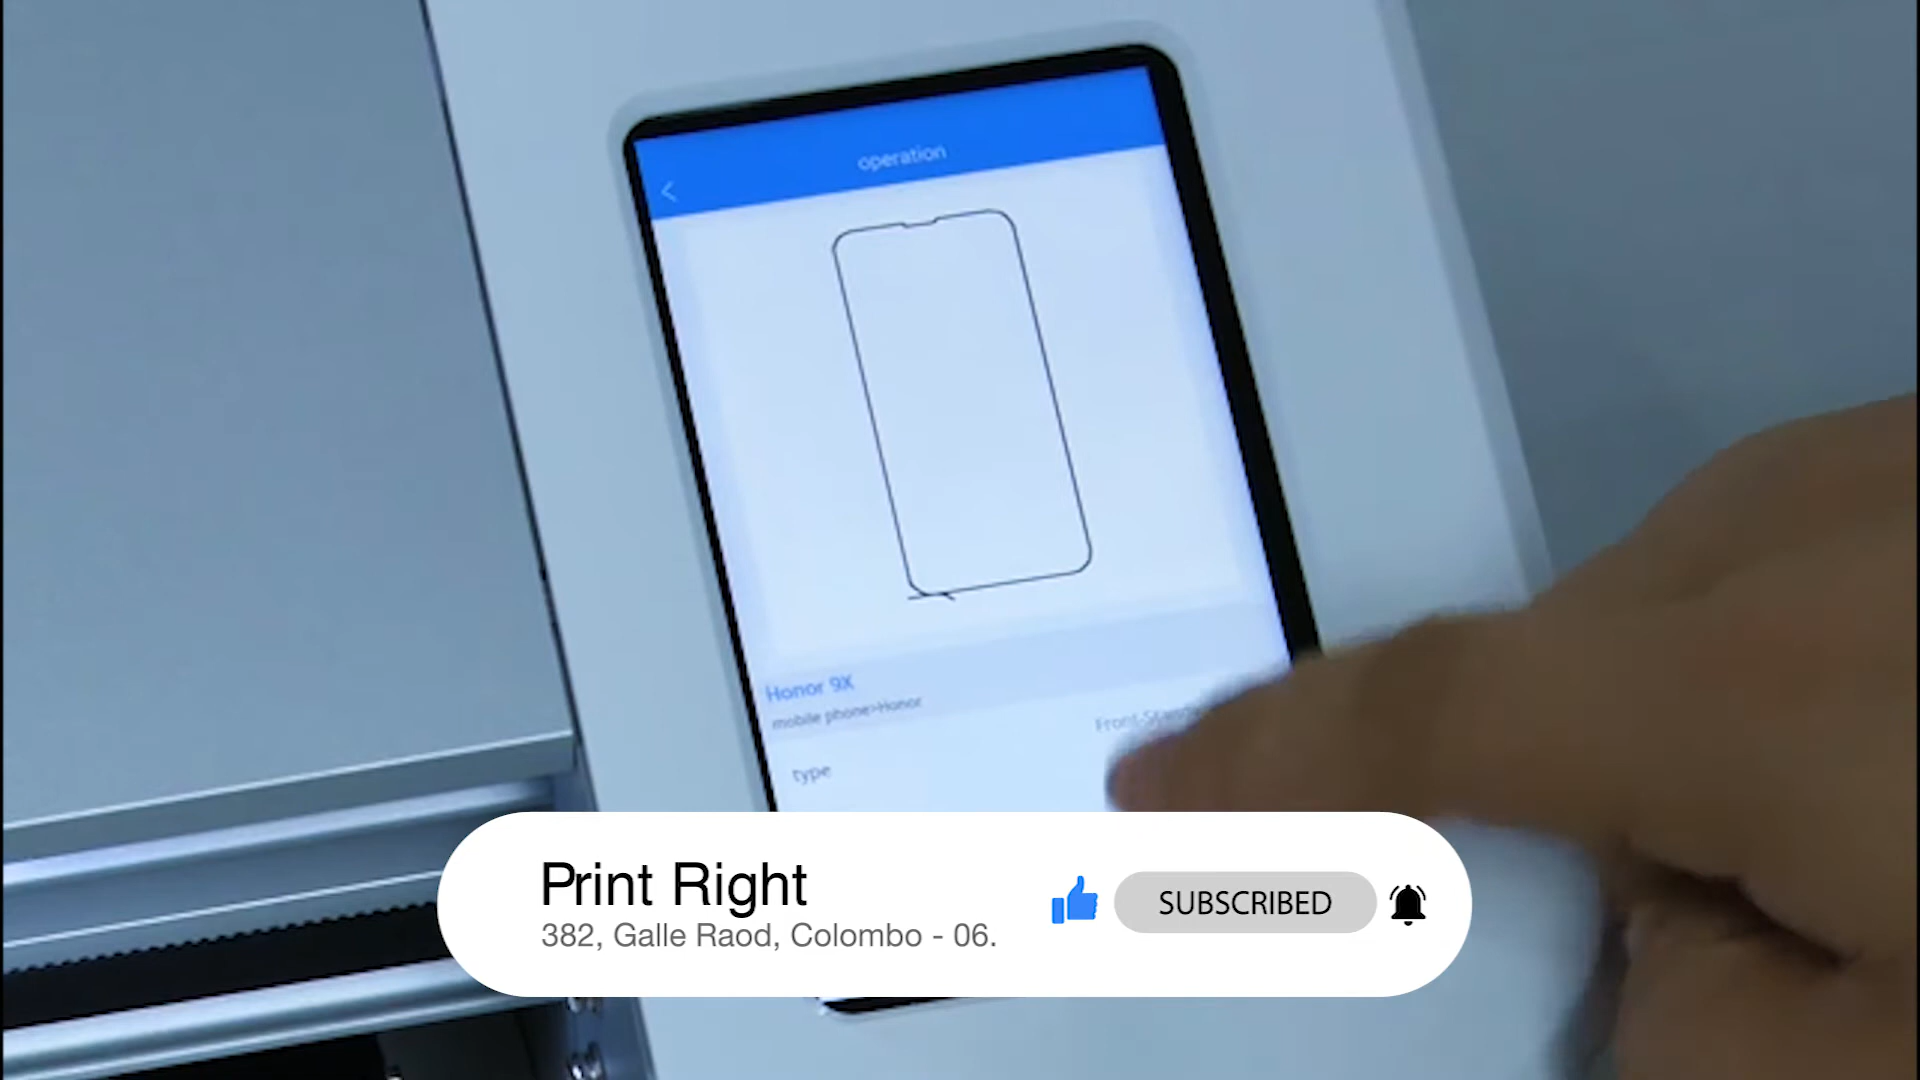 operation
Honor 9X
mobile phone>Honor
type
Print Right
382, Galle Raod, Colombo - 06.
SUBSCRIBED